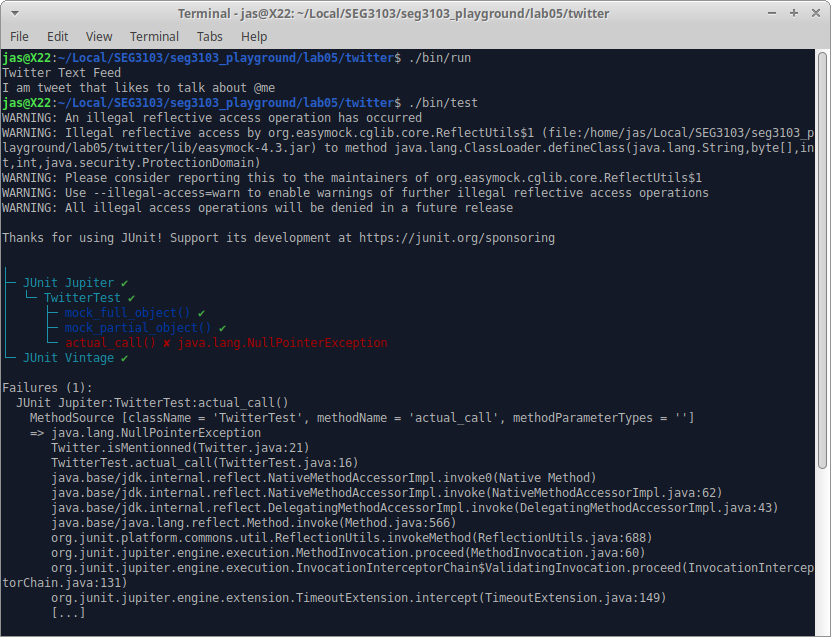 Terminal - jas@X22: ~/Local/SEG3103/seg3103_playground/lab05/twitter
File Edit View Terminal Tabs Help
jas@X22:~/Local/SEG3103/seg3103_playground/lab05/twitter$ ./bin/run
Twitter Text Feed
I am tweet that likes to talk about @me
jas@X22:~/Local/SEG3103/seg3103_playground/lab05/twitter$ ./bin/test
WARNING: An illegal reflective access operation has occurred
WARNING: Illegal reflective access by org.easymock.cglib.core.ReflectUtils$1 (file:/home/jas/Local/SEG3103/seg3103_p
layground/lab05/twitter/lib/easymock-4.3.jar) to method java.lang.ClassLoader.defineClass(java.lang.String,byte[],in
t,int,java.security.ProtectionDomain)
WARNING: Please consider reporting this to the maintainers of org.easymock.cglib.core.ReflectUtils$1
WARNING: Use --illegal-access=warn to enable warnings of further illegal reflective access operations
WARNING: All illegal access operations will be denied in a future release
Thanks for using JUnit! Support its development at https://junit.org/sponsoring
├─ JUnit Jupiter ✔
│  └─ TwitterTest ✔
│     ├─ mock_full_object() ✔
│     ├─ mock_partial_object() ✔
│     └─ actual_call() ✘ java.lang.NullPointerException
└─ JUnit Vintage ✔
Failures (1):
JUnit Jupiter:TwitterTest:actual_call()
MethodSource [className = 'TwitterTest', methodName = 'actual_call', methodParameterTypes = '']
=> java.lang.NullPointerException
Twitter.isMentionned(Twitter.java:21)
TwitterTest.actual_call(TwitterTest.java:16)
java.base/jdk.internal.reflect.NativeMethodAccessorImpl.invoke0(Native Method)
java.base/jdk.internal.reflect.NativeMethodAccessorImpl.invoke(NativeMethodAccessorImpl.java:62)
java.base/jdk.internal.reflect.DelegatingMethodAccessorImpl.invoke(DelegatingMethodAccessorImpl.java:43)
java.base/java.lang.reflect.Method.invoke(Method.java:566)
org.junit.platform.commons.util.ReflectionUtils.invokeMethod(ReflectionUtils.java:688)
org.junit.jupiter.engine.execution.MethodInvocation.proceed(MethodInvocation.java:60)
org.junit.jupiter.engine.execution.InvocationInterceptorChain$ValidatingInvocation.proceed(InvocationIntercep
torChain.java:131)
org.junit.jupiter.engine.extension.TimeoutExtension.intercept(TimeoutExtension.java:149)
[...]